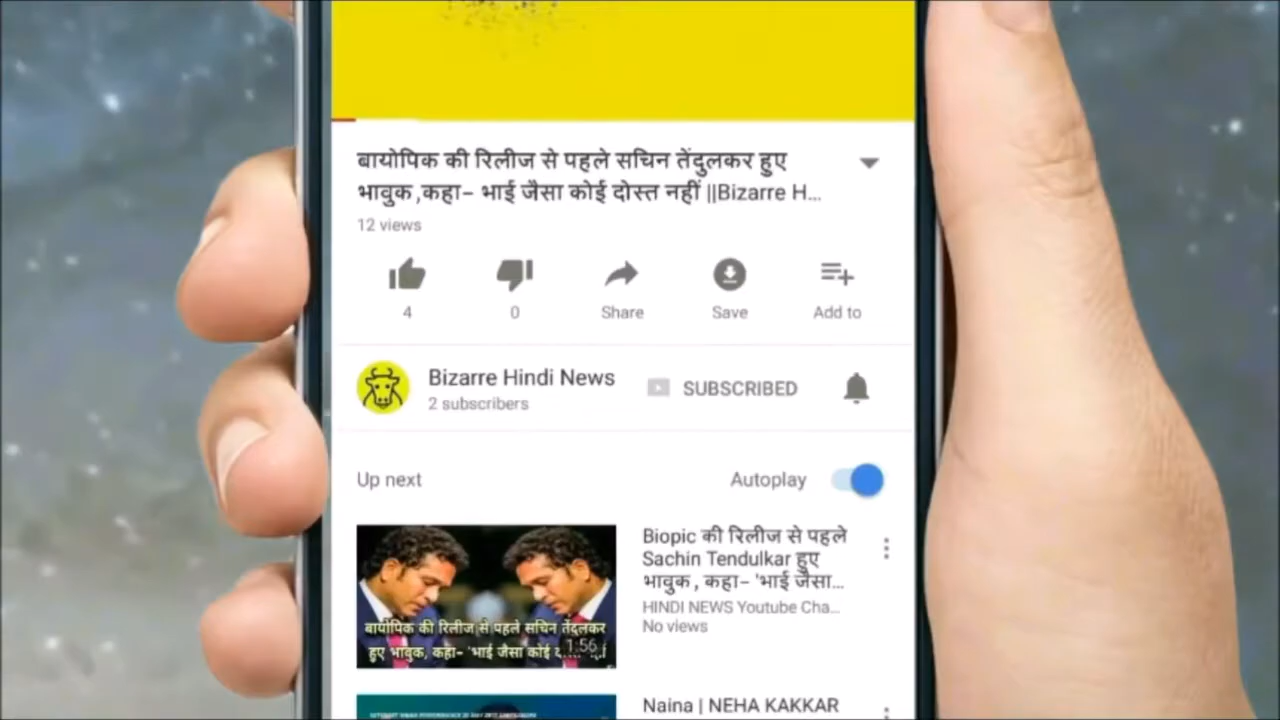 बायोपिक की रिलीज से पहले सचिन तेंदुलकर हुए
भावुक,कहा– भाई जैसा कोई दोस्त नहीं ||Bizarre H...
12 views
4
0
Share
Save
Add to
Bizarre Hindi News
2 subscribers
SUBSCRIBED
Up next
Autoplay
बायोपिक की रिलीज से पहले सचिन तेंदुलकर
हुए भावुक, कहा– 'भाई जैसा कोई
1:56
Biopic की रिलीज से पहले
Sachin Tendulkar हुए
भावुक, कहा– 'भाई जैसा...
HINDI NEWS Youtube Cha...
No views
Naina | NEHA KAKKAR